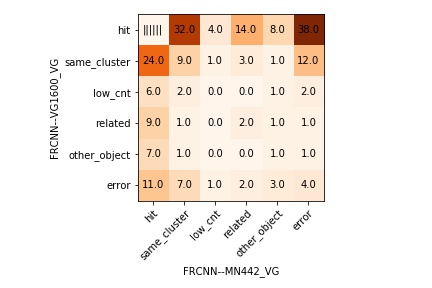 hit |||||| 32.0 4.0 14.0 8.0 38.0
same_cluster 24.0 9.0 1.0 3.0 1.0 12.0
low_cnt 6.0 2.0 0.0 0.0 1.0 2.0
related 9.0 1.0 0.0 2.0 1.0 1.0
other_object 7.0 1.0 0.0 0.0 1.0 1.0
error 11.0 7.0 1.0 2.0 3.0 4.0
FRCNN--VG1600_VG
hit same_cluster low_cnt related other_object error
FRCNN--MN442_VG